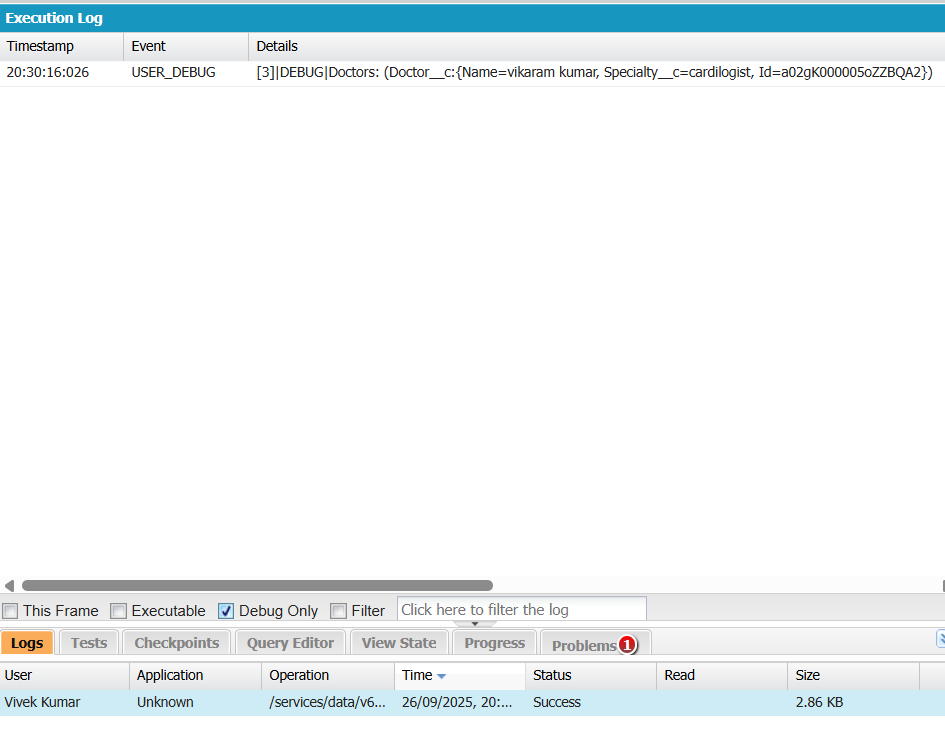 Execution Log
Timestamp Event Details
20:30:16:026 USER_DEBUG [3]|DEBUG|Doctors: (Doctor__c:{Name=vikaram kumar, Specialty__c=cardilogist, Id=a02gK000005oZZBQA2})
This Frame Executable Debug Only Filter Click here to filter the log
Logs Tests Checkpoints Query Editor View State Progress Problems 1
User Application Operation Time Status Read Size
Vivek Kumar Unknown /services/data/v6... 26/09/2025, 20:... Success 2.86 KB